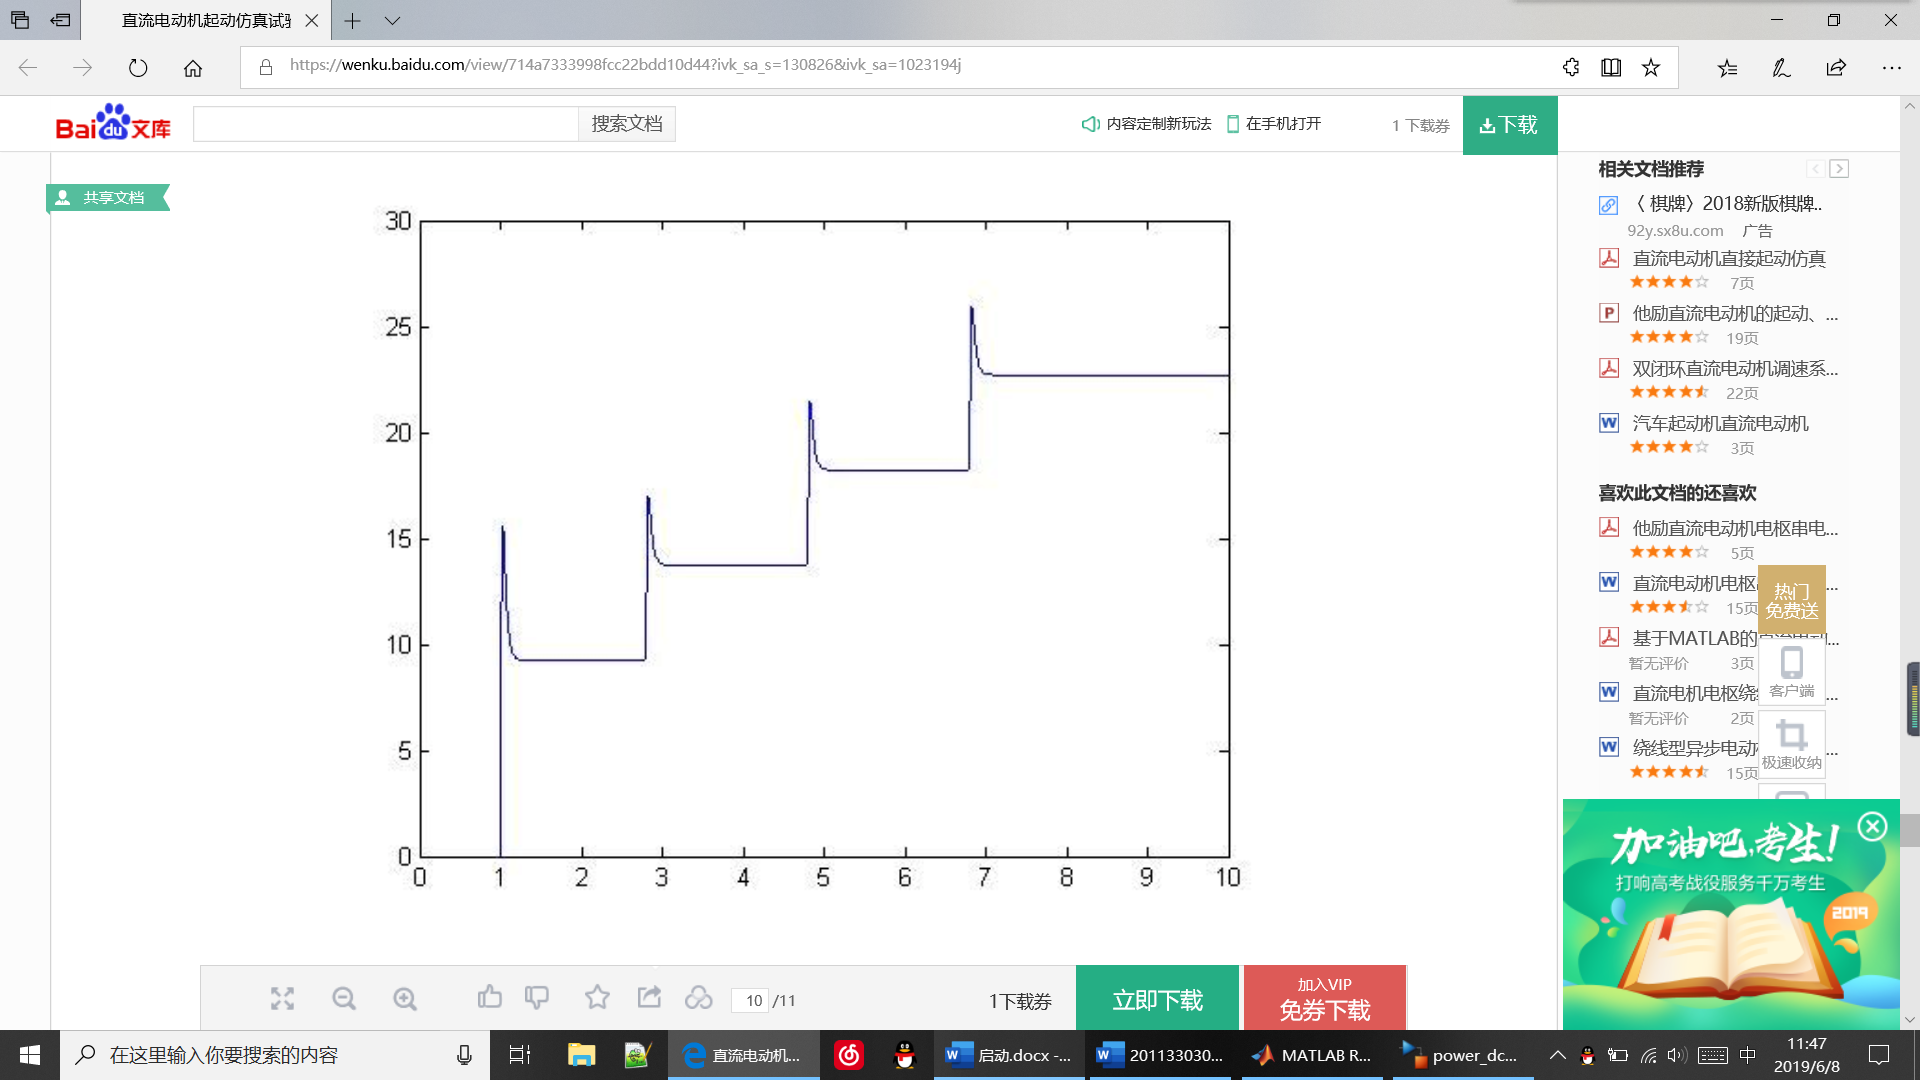 直流电动机起动仿真试验
https://wenku.baidu.com/view/714a7333998fcc22bdd10d44?ivk_sa_s=130826&ivk_sa=1023194j
Bai du 文库
搜索文档
内容定制新玩法
在手机打开
1 下载券
下载
共享文档
30
25
20
15
10
5
0
0 1 2 3 4 5 6 7 8 9 10
相关文档推荐
〈 棋牌〉2018新版棋牌..
92y.sx8u.com 广告
直流电动机直接起动仿真
7页
他励直流电动机的起动、...
19页
双闭环直流电动机调速系...
22页
汽车起动机直流电动机
3页
喜欢此文档的还喜欢
他励直流电动机电枢串电...
5页
直流电动机电枢
...
15页
基于MATLAB的直流电动...
暂无评价 3页
直流电机电枢绕
...
暂无评价 2页
绕线型异步电动
...
15页
热门
免费送
客户端
极速收纳
加油吧,考生!
打响高考战役服务千万考生
2019
10 /11
1下载券
立即下载
加入VIP
免券下载
在这里输入你要搜索的内容
直流电动机...
启动.docx -...
201133030...
MATLAB R...
power_dc...
中
11:47
2019/6/8